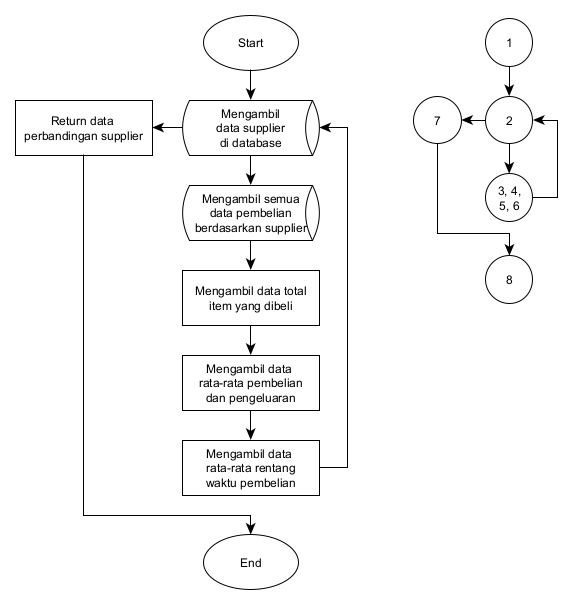 Start
Mengambil
data supplier
di database
Return data
perbandingan supplier
Mengambil semua
data pembelian
berdasarkan supplier
Mengambil data total
item yang dibeli
Mengambil data
rata-rata pembelian
dan pengeluaran
Mengambil data
rata-rata rentang
waktu pembelian
End
1
2
7
3, 4,
5, 6
8